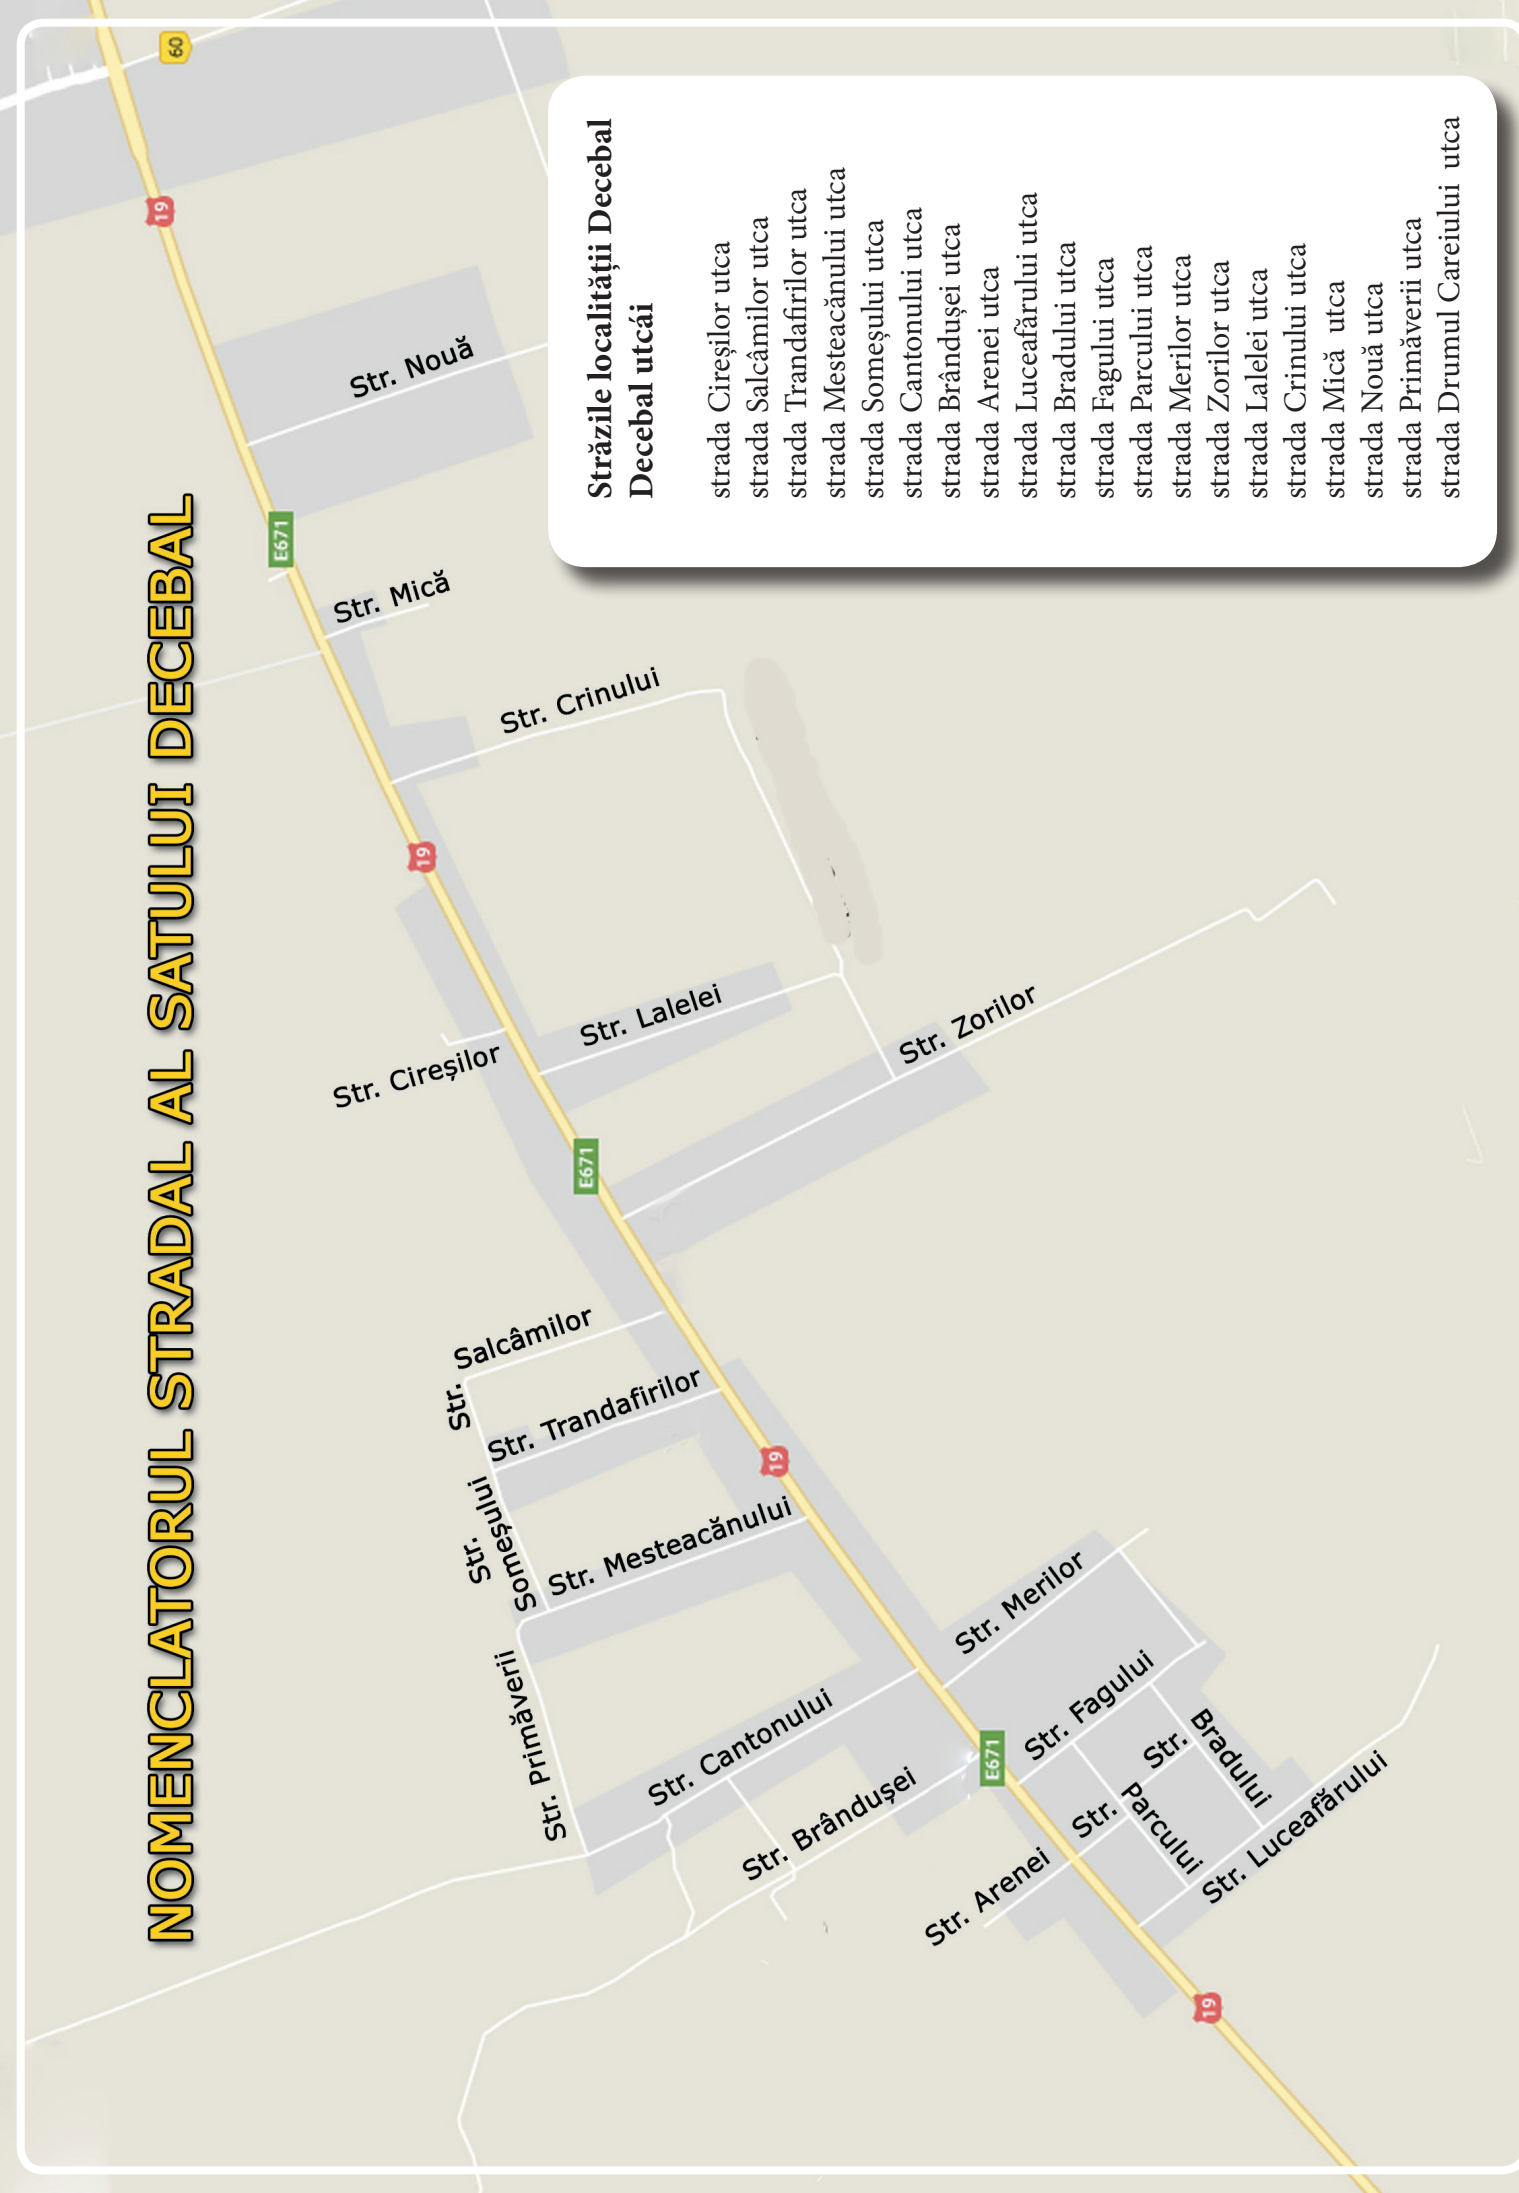 NOMENCLATORUL STRADAL AL SATULUI DECEBAL
60
19
Str. Nouă
E671
Str. Mică
Str. Crinului
19
Str. Cireșilor
Str. Lalelei
Str. Zorilor
E671
Str. Salcâmilor
Str. Trandafirilor
Str. Someșului
Str. Mesteacănului
19
Str. Primăverii
Str. Cantonului
Str. Brândușei
Str. Merilor
E671
Str. Fagului
Str. Bradului
Str.
Str. Parcului
Str. Arenei
Str. Luceafărului
19
Străzile localității Decebal
Decebal utcái
strada Cireșilor utca
strada Salcâmilor utca
strada Trandafirilor utca
strada Mesteacănului utca
strada Someșului utca
strada Cantonului utca
strada Brândușei utca
strada Arenei utca
strada Luceafărului utca
strada Bradului utca
strada Fagului utca
strada Parcului utca
strada Merilor utca
strada Zorilor utca
strada Lalelei utca
strada Crinului utca
strada Mică utca
strada Nouă utca
strada Primăverii utca
strada Drumul Careiului utca